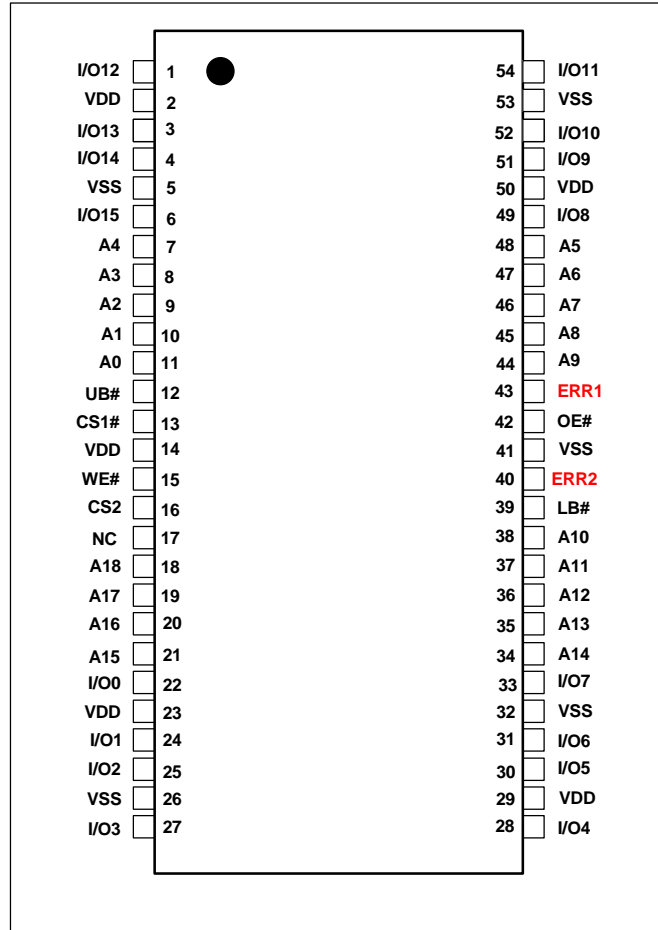 I/O12 1 54 I/O11
VDD 2 53 VSS
I/O13 3 52 I/O10
I/O14 4 51 I/O9
VSS 5 50 VDD
I/O15 6 49 I/O8
A4 7 48 A5
A3 8 47 A6
A2 9 46 A7
A1 10 45 A8
A0 11 44 A9
UB# 12 43 ERR1
CS1# 13 42 OE#
VDD 14 41 VSS
WE# 15 40 ERR2
CS2 16 39 LB#
NC 17 38 A10
A18 18 37 A11
A17 19 36 A12
A16 20 35 A13
A15 21 34 A14
I/O0 22 33 I/O7
VDD 23 32 VSS
I/O1 24 31 I/O6
I/O2 25 30 I/O5
VSS 26 29 VDD
I/O3 27 28 I/O4